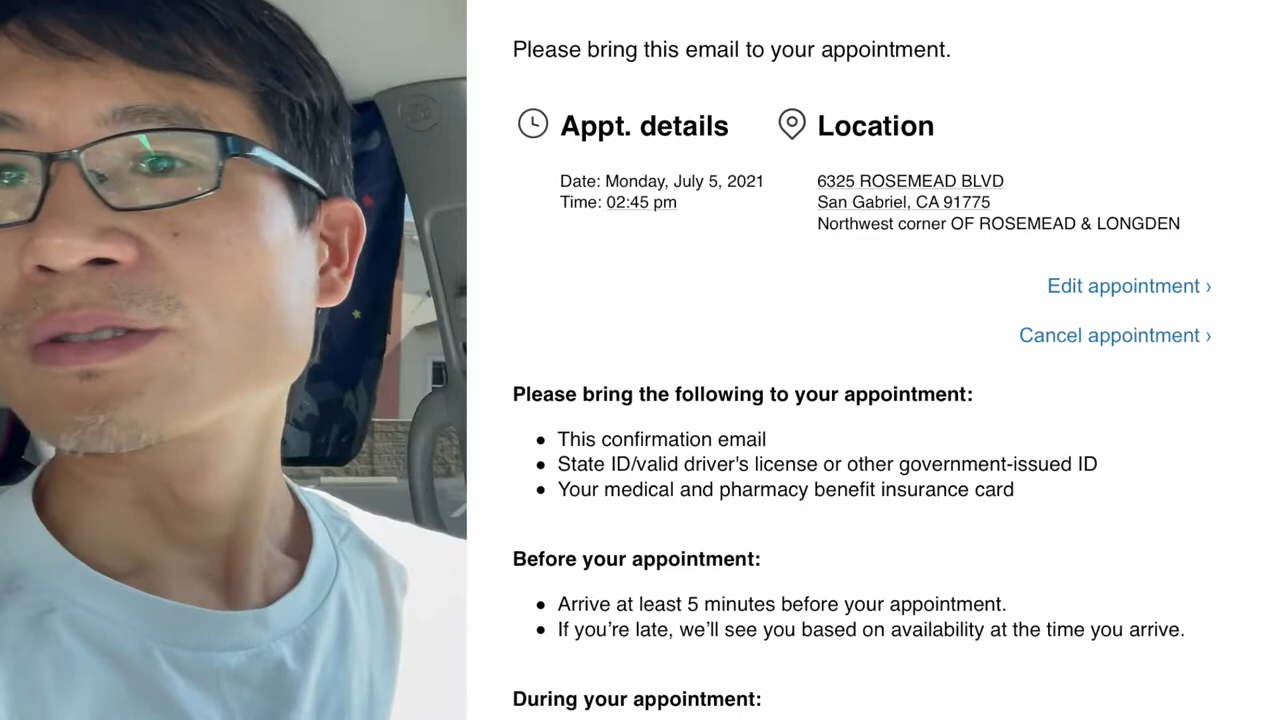 Please bring this email to your appointment.
Appt. details
Date: Monday, July 5, 2021
Time: 02:45 pm
Location
6325 ROSEMEAD BLVD
San Gabriel, CA 91775
Northwest corner OF ROSEMEAD & LONGDEN
Edit appointment ›
Cancel appointment ›
Please bring the following to your appointment:
• This confirmation email
• State ID/valid driver's license or other government-issued ID
• Your medical and pharmacy benefit insurance card
Before your appointment:
• Arrive at least 5 minutes before your appointment.
• If you’re late, we’ll see you based on availability at the time you arrive.
During your appointment: